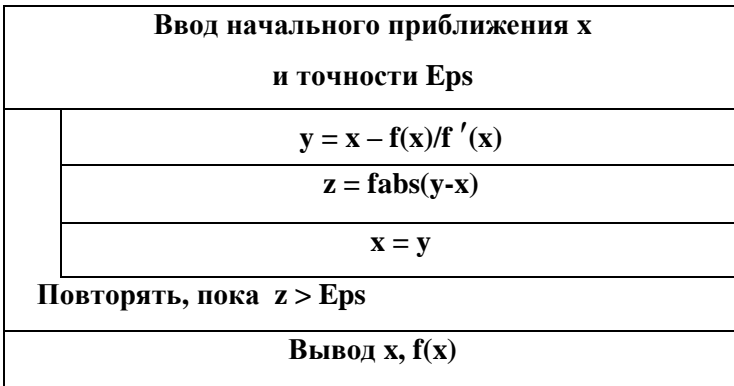 Ввод начального приближения x
и точности Eps
y = x – f(x)/f ′(x)
z = fabs(y-x)
x = y
Повторять, пока z > Eps
Вывод x, f(x)